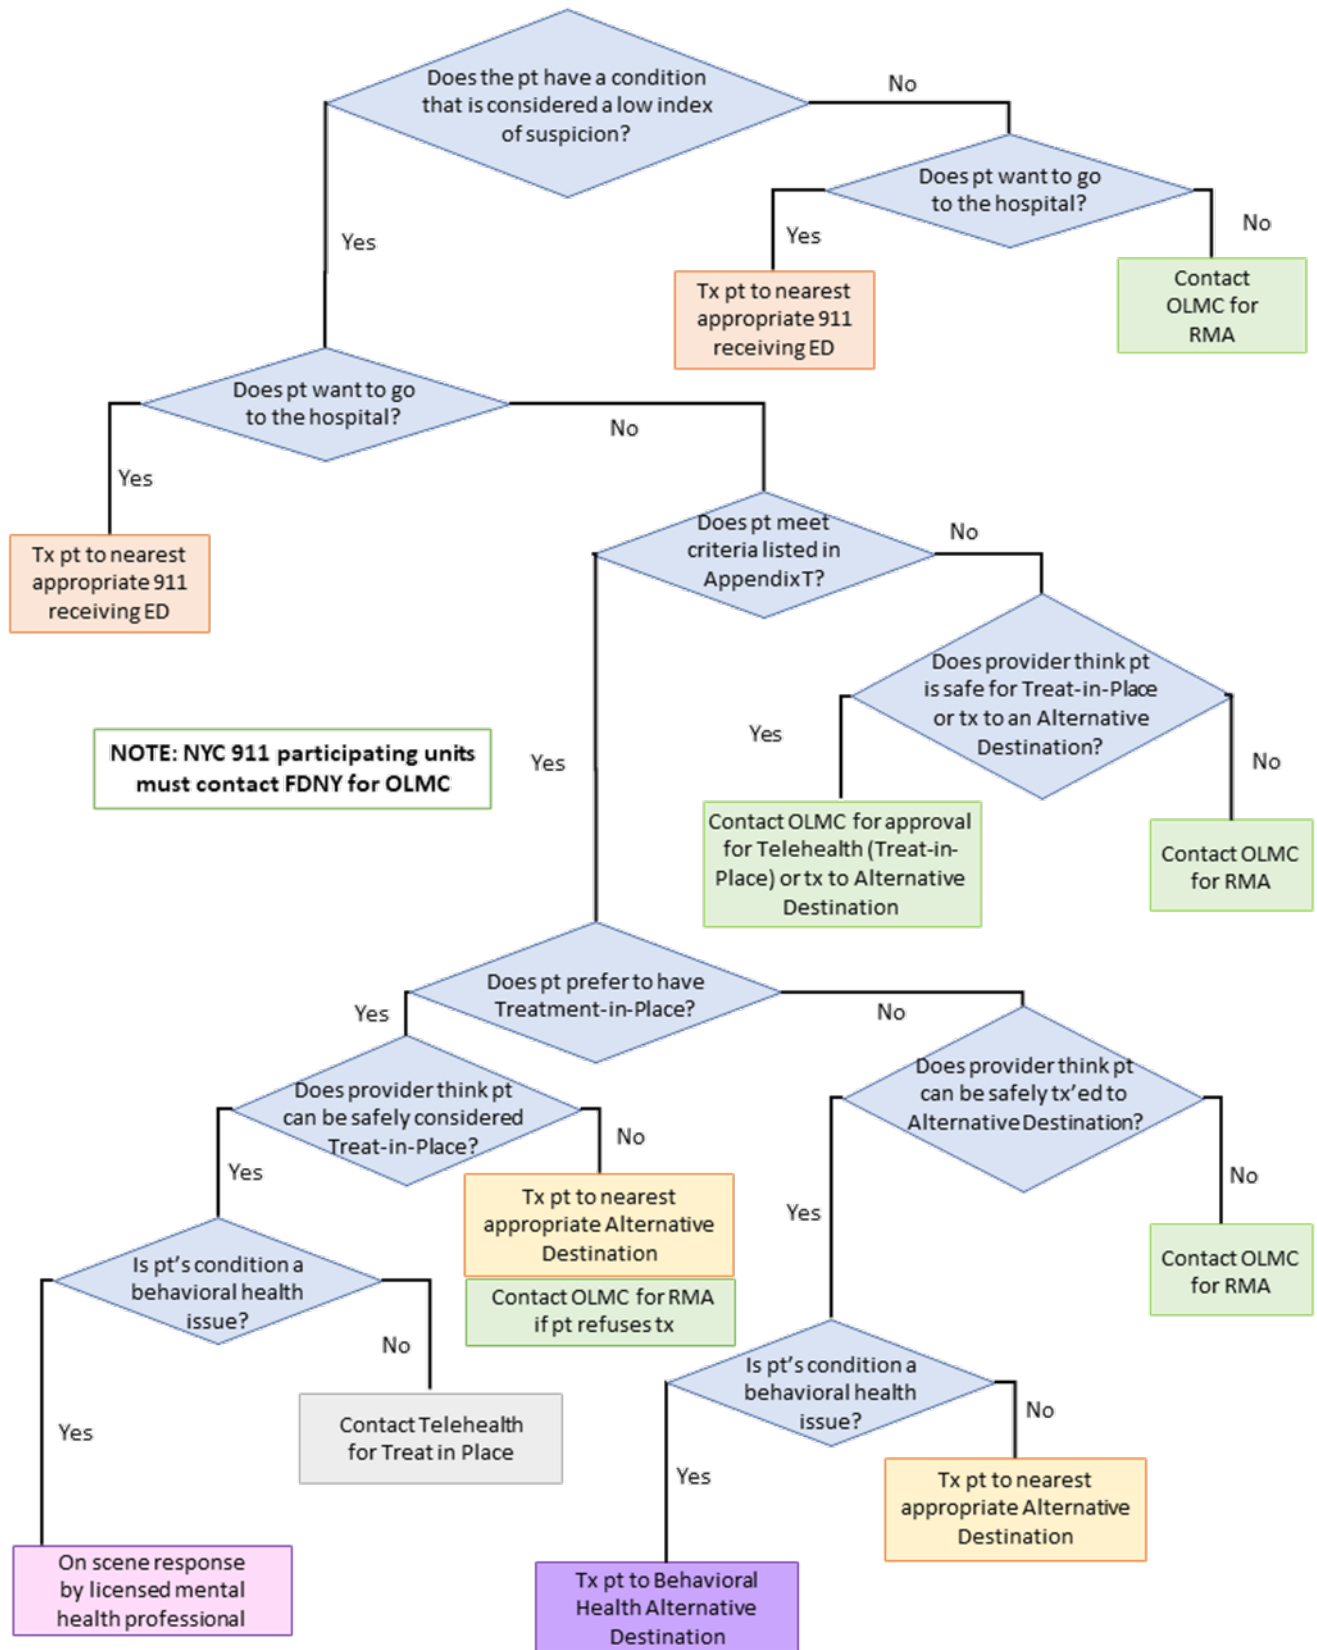 Does the pt have a condition
that is considered a low index
of suspicion?
No
Does pt want to go
to the hospital?
Yes
No
Yes
Tx pt to nearest
appropriate 911
receiving ED
Contact
OLMC for
RMA
Does pt want to go
to the hospital?
No
Yes
Tx pt to nearest
appropriate 911
receiving ED
Does pt meet
criteria listed in
Appendix T?
No
Does provider think pt
is safe for Treat-in-Place
or tx to an Alternative
Destination?
Yes
No
NOTE: NYC 911 participating units
must contact FDNY for OLMC
Yes
Contact OLMC for approval
for Telehealth (Treat-in-
Place) or tx to Alternative
Destination
Contact OLMC
for RMA
Does pt prefer to have
Treatment-in-Place?
Yes
No
Does provider think pt
can be safely considered
Treat-in-Place?
Does provider think pt
can be safely tx'ed to
Alternative Destination?
Yes
No
Tx pt to nearest
appropriate Alternative
Destination
Contact OLMC for RMA
if pt refuses tx
Yes
No
Contact OLMC
for RMA
Is pt's condition a
behavioral health
issue?
No
Yes
Contact Telehealth
for Treat in Place
Is pt's condition a
behavioral health
issue?
No
Yes
Tx pt to nearest
appropriate Alternative
Destination
On scene response
by licensed mental
health professional
Tx pt to Behavioral
Health Alternative
Destination